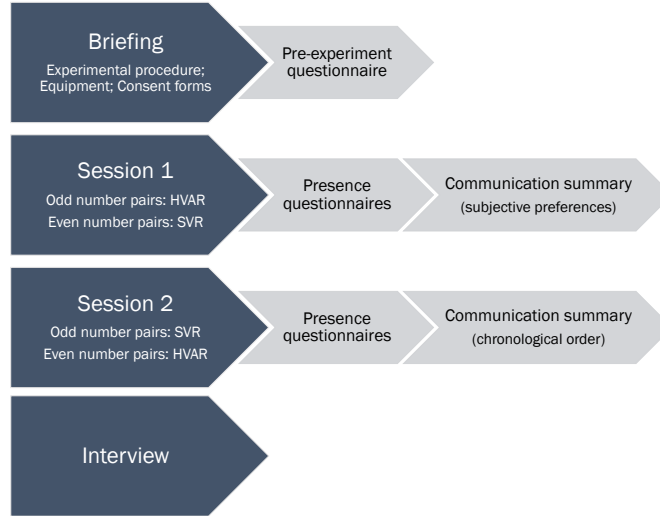 Briefing
Experimental procedure;
Equipment; Consent forms
Pre-experiment
questionnaire
Session 1
Odd number pairs: HVAR
Even number pairs: SVR
Presence
questionnaires
Communication summary
(subjective preferences)
Session 2
Odd number pairs: SVR
Even number pairs: HVAR
Presence
questionnaires
Communication summary
(chronological order)
Interview